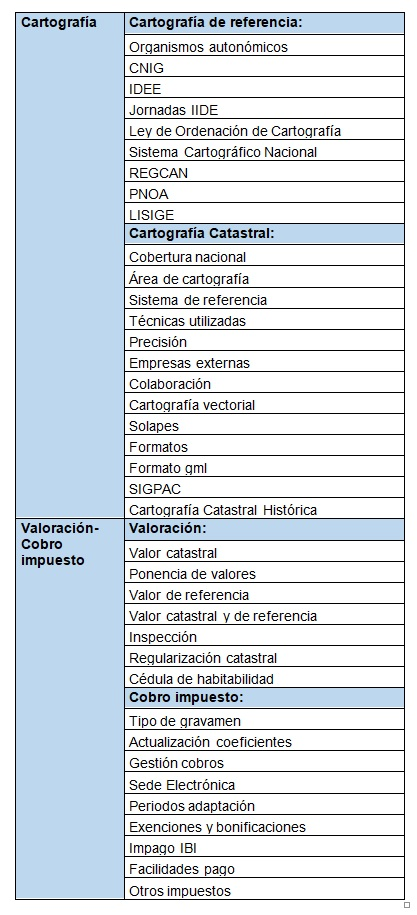 Cartografía
Cartografía de referencia:
Organismos autonómicos
CNIG
IDEE
Jornadas IIDE
Ley de Ordenación de Cartografía
Sistema Cartográfico Nacional
REGCAN
PNOA
LISIGE
Cartografía Catastral:
Cobertura nacional
Área de cartografía
Sistema de referencia
Técnicas utilizadas
Precisión
Empresas externas
Colaboración
Cartografía vectorial
Solapes
Formatos
Formato gml
SIGPAC
Cartografía Catastral Histórica
Valoración-
Cobro
impuesto
Valoración:
Valor catastral
Ponencia de valores
Valor de referencia
Valor catastral y de referencia
Inspección
Regularización catastral
Cédula de habitabilidad
Cobro impuesto:
Tipo de gravamen
Actualización coeficientes
Gestión cobros
Sede Electrónica
Periodos adaptación
Exenciones y bonificaciones
Impago IBI
Facilidades pago
Otros impuestos